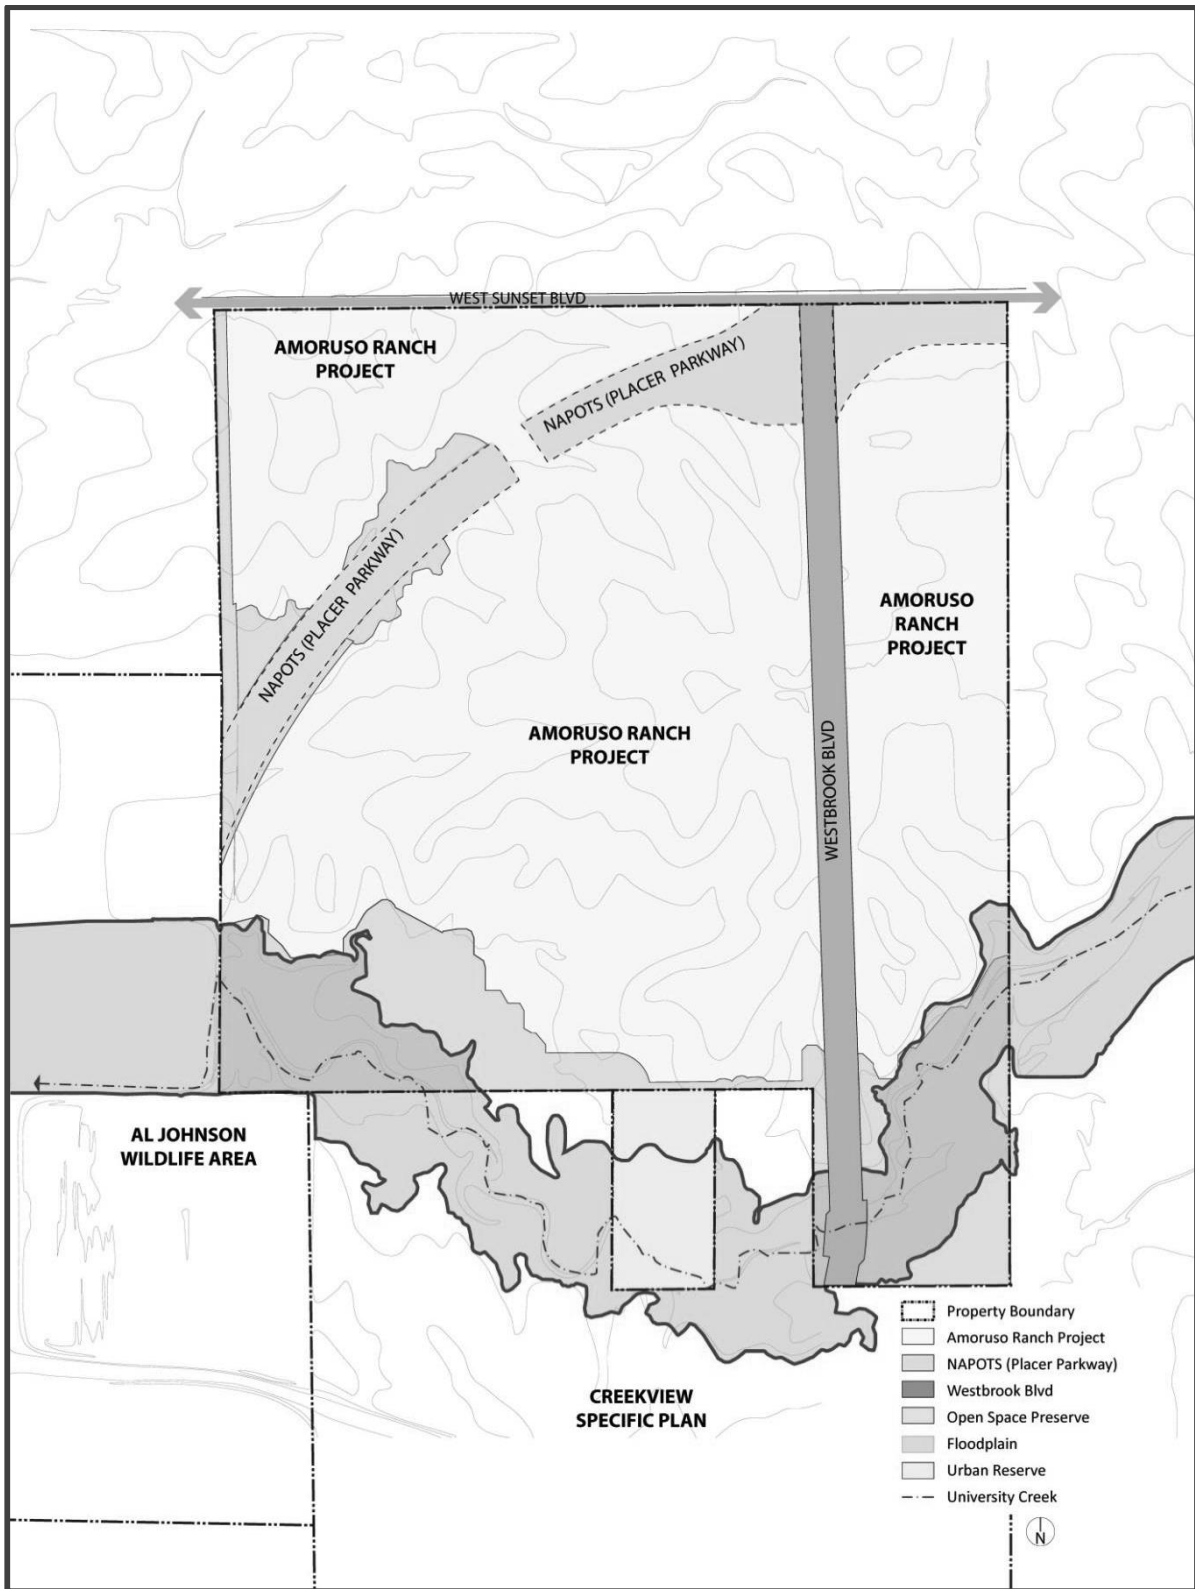 WEST SUNSET BLVD
AMORUSO RANCH
PROJECT
NAPOTS (PLACER PARKWAY)
NAPOTS (PLACER PARKWAY)
AMORUSO
RANCH
PROJECT
AMORUSO RANCH
PROJECT
WESTBROOK BLVD
AL JOHNSON
WILDLIFE AREA
CREEKVIEW
SPECIFIC PLAN
Property Boundary
Amoruso Ranch Project
NAPOTS (Placer Parkway)
Westbrook Blvd
Open Space Preserve
Floodplain
Urban Reserve
University Creek
N